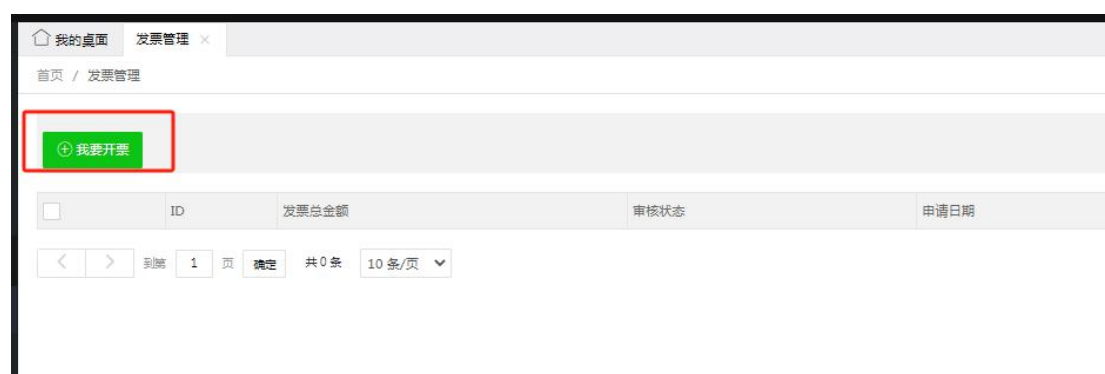 我的桌面 发票管理
首页 / 发票管理
我要开票
ID 发票总金额 审核状态 申请日期
到第 1 页 确定 共0条 10 条/页